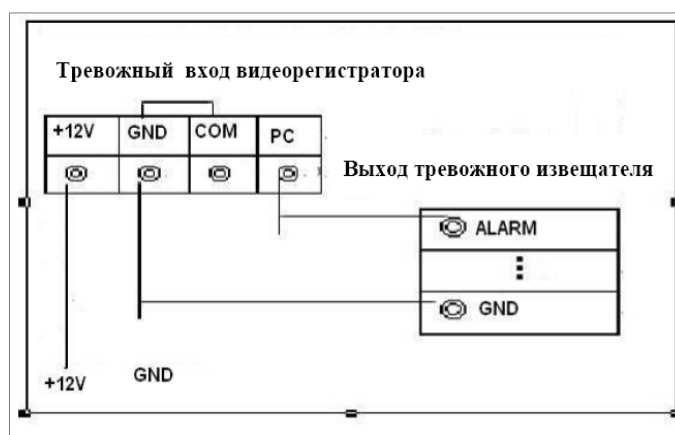 Тревожный вход видеорегистратора
+12V GND COM PC
Выход тревожного извещателя
ALARM
GND
+12V GND